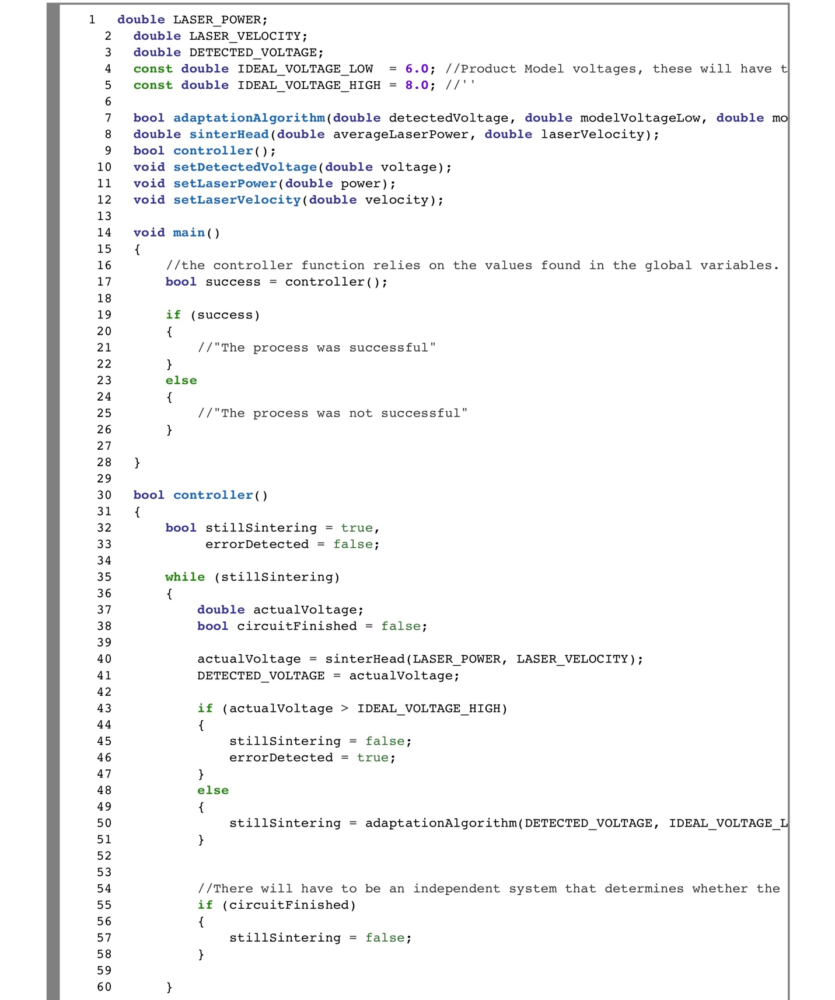 1 double LASER_POWER;
2 double LASER_VELOCITY;
3 double DETECTED_VOLTAGE;
4 const double IDEAL_VOLTAGE_LOW  = 6.0; //Product Model voltages, these will have t
5 const double IDEAL_VOLTAGE_HIGH = 8.0; //''
6
7 bool adaptationAlgorithm(double detectedVoltage, double modelVoltageLow, double mo
8 double sinterHead(double averageLaserPower, double laserVelocity);
9 bool controller();
10 void setDetectedVoltage(double voltage);
11 void setLaserPower(double power);
12 void setLaserVelocity(double velocity);
13
14 void main()
15 {
16     //the controller function relies on the values found in the global variables.
17     bool success = controller();
18
19     if (success)
20     {
21         //"The process was successful"
22     }
23     else
24     {
25         //"The process was not successful"
26     }
27
28 }
29
30 bool controller()
31 {
32     bool stillSintering = true,
33          errorDetected = false;
34
35     while (stillSintering)
36     {
37         double actualVoltage;
38         bool circuitFinished = false;
39
40         actualVoltage = sinterHead(LASER_POWER, LASER_VELOCITY);
41         DETECTED_VOLTAGE = actualVoltage;
42
43         if (actualVoltage > IDEAL_VOLTAGE_HIGH)
44         {
45             stillSintering = false;
46             errorDetected = true;
47         }
48         else
49         {
50             stillSintering = adaptationAlgorithm(DETECTED_VOLTAGE, IDEAL_VOLTAGE_L
51         }
52
53
54         //There will have to be an independent system that determines whether the
55         if (circuitFinished)
56         {
57             stillSintering = false;
58         }
59
60     }